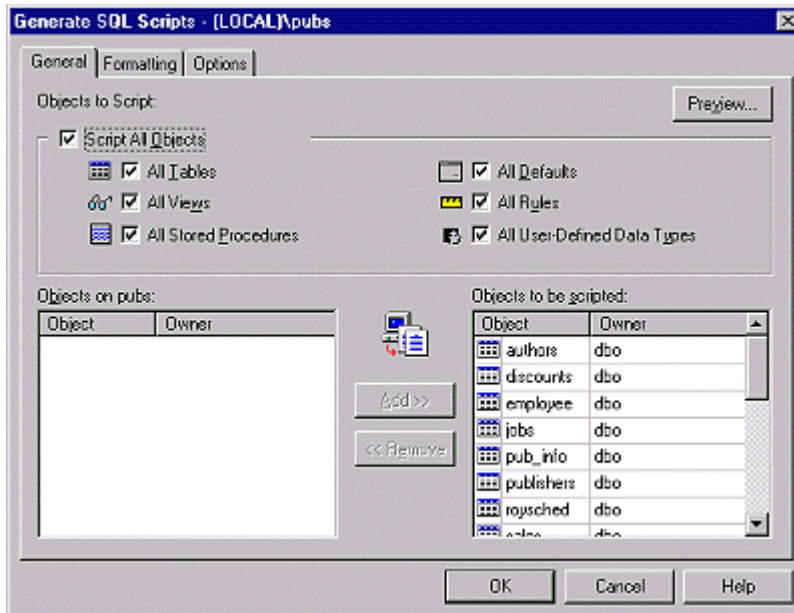 Generate SQL Scripts - (LOCAL)\pubs
General Formatting Options
Objects to Script:
Preview...
Script All Objects
All Tables
All Defaults
All Views
All Rules
All Stored Procedures
All User-Defined Data Types
Objects on pubs:
Objects to be scripted:
Object Owner
Object Owner
authors dbo
discounts dbo
Add >>
employee dbo
jobs dbo
<< Remove
pub_info dbo
publishers dbo
roysched dbo
sales dbo
OK Cancel Help